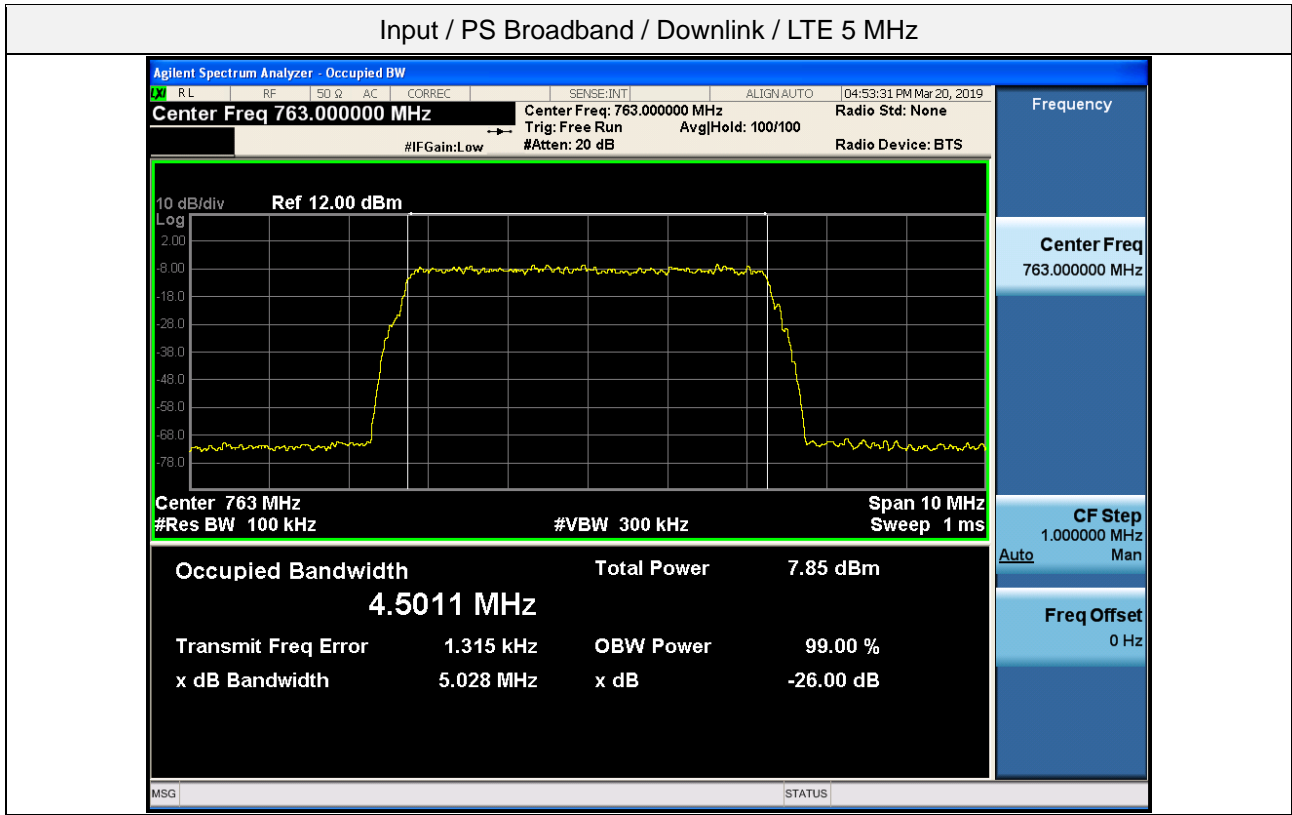 Input / PS Broadband / Downlink / LTE 5 MHz
Agilent Spectrum Analyzer - Occupied BW
LXI RL RF 50 Ω AC CORREC SENSE:INT ALIGN AUTO 04:53:31 PM Mar 20, 2019
Center Freq 763.000000 MHz
Center Freq: 763.000000 MHz Radio Std: None
Trig: Free Run Avg|Hold: 100/100
#IFGain:Low #Atten: 20 dB Radio Device: BTS
Frequency
10 dB/div Ref 12.00 dBm
Log
2.00
-8.00
-18.0
-28.0
-38.0
-48.0
-58.0
-68.0
-78.0
Center 763 MHz Span 10 MHz
#Res BW 100 kHz #VBW 300 kHz Sweep 1 ms
Center Freq
763.000000 MHz
CF Step
1.000000 MHz
Auto Man
Freq Offset
0 Hz
Occupied Bandwidth Total Power 7.85 dBm
4.5011 MHz
Transmit Freq Error 1.315 kHz OBW Power 99.00 %
x dB Bandwidth 5.028 MHz x dB -26.00 dB
MSG STATUS